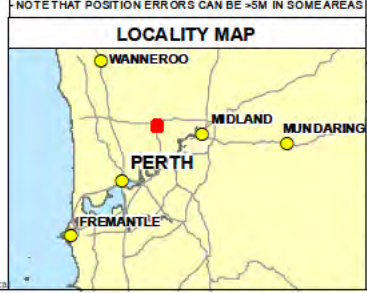 - NOTE THAT POSITION ERRORS CAN BE >5M IN SOME AREAS
LOCALITY MAP
WANNEROO
MIDLAND
MUNDARING
PERTH
FREMANTLE